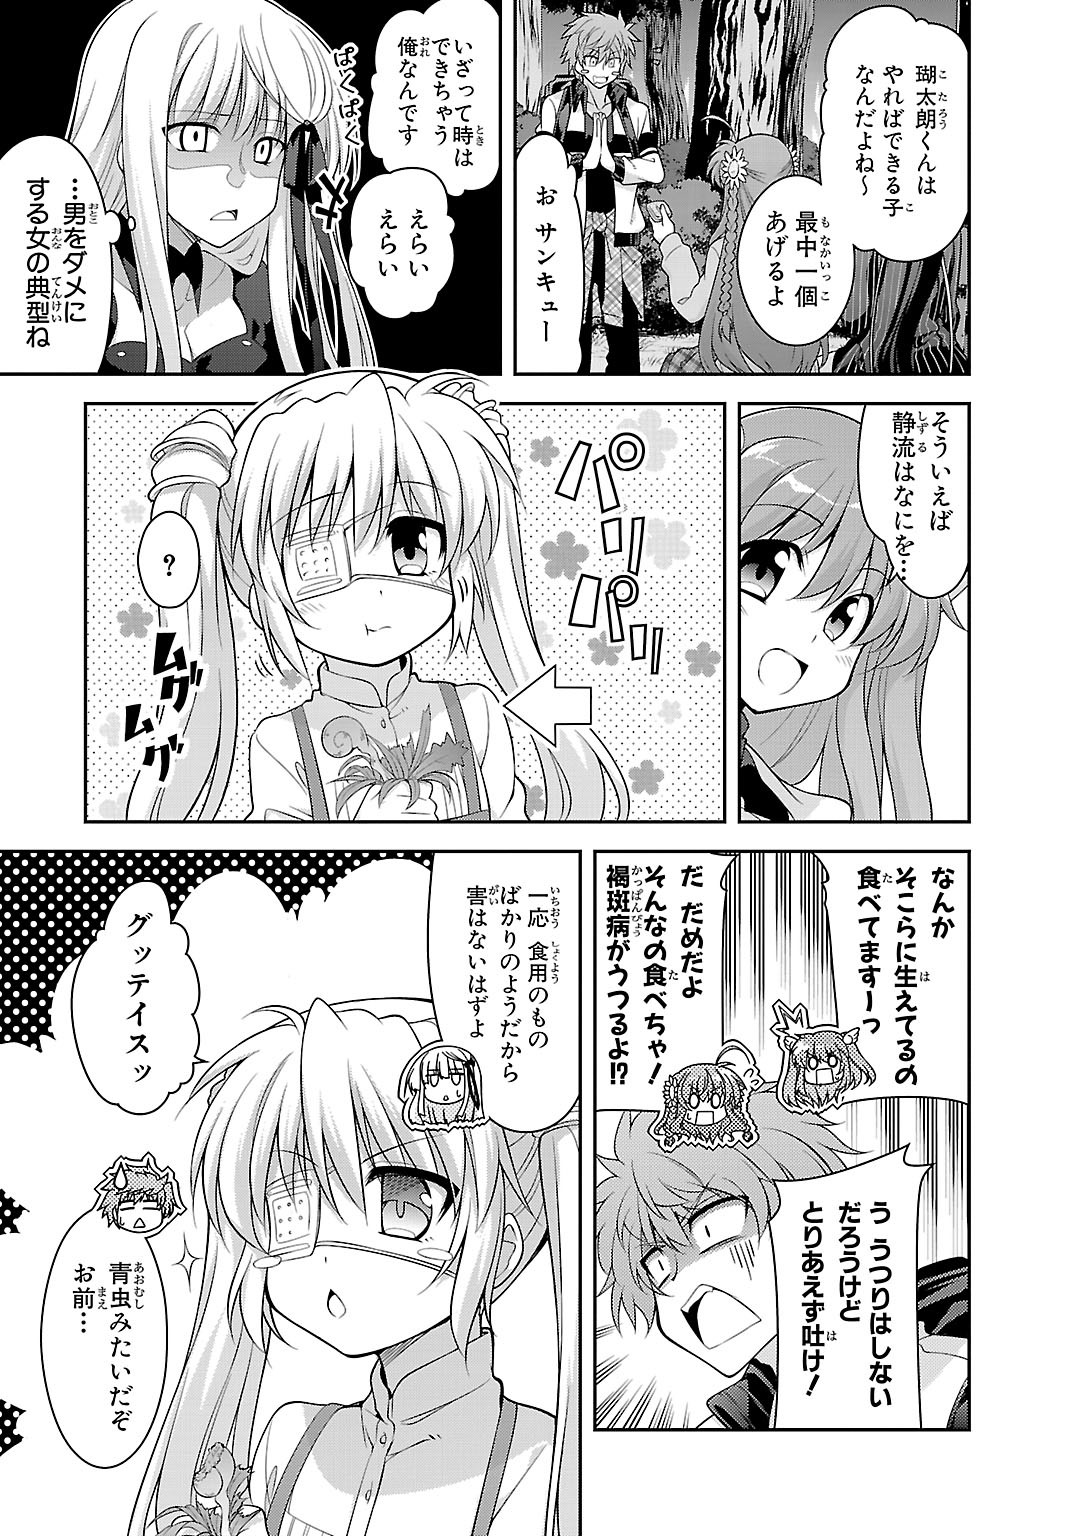 瑚太朗くんは
やればできる子
なんだよね〜
最中一個
あげるよ
お サンキュー
いざって時は
できちゃう
俺なんです
えらい
えらい
ぱくぱく
…男をダメに
する女の典型ね
そういえば
静流はなにを…
パリパリ
?
ムグ
ムグ
なんか
そこらに生えてるの
食べてますーっ
だ だめだよ
そんなの食べちゃ!
褐斑病がうつるよ!?
う うつりはしない
だろうけど
とりあえず吐け!
一応 食用のもの
ばかりのようだから
害はないはずよ
グッテイスッ
青虫みたいだぞ
お前…